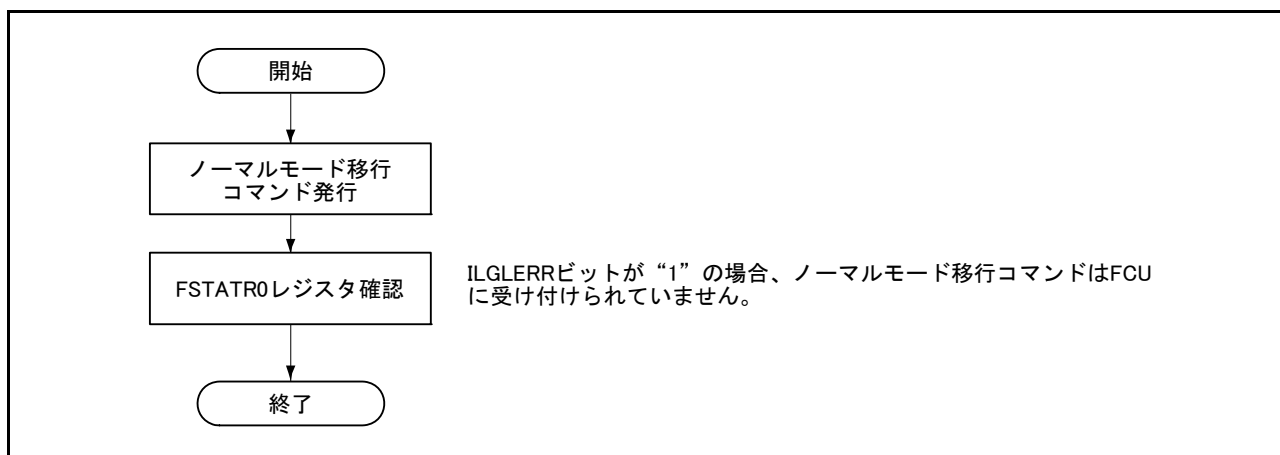 開始
ノーマルモード移行
コマンド発行
FSTATR0レジスタ確認
ILGLERRビットが“1”の場合、ノーマルモード移行コマンドはFCU
に受け付けられていません。
終了